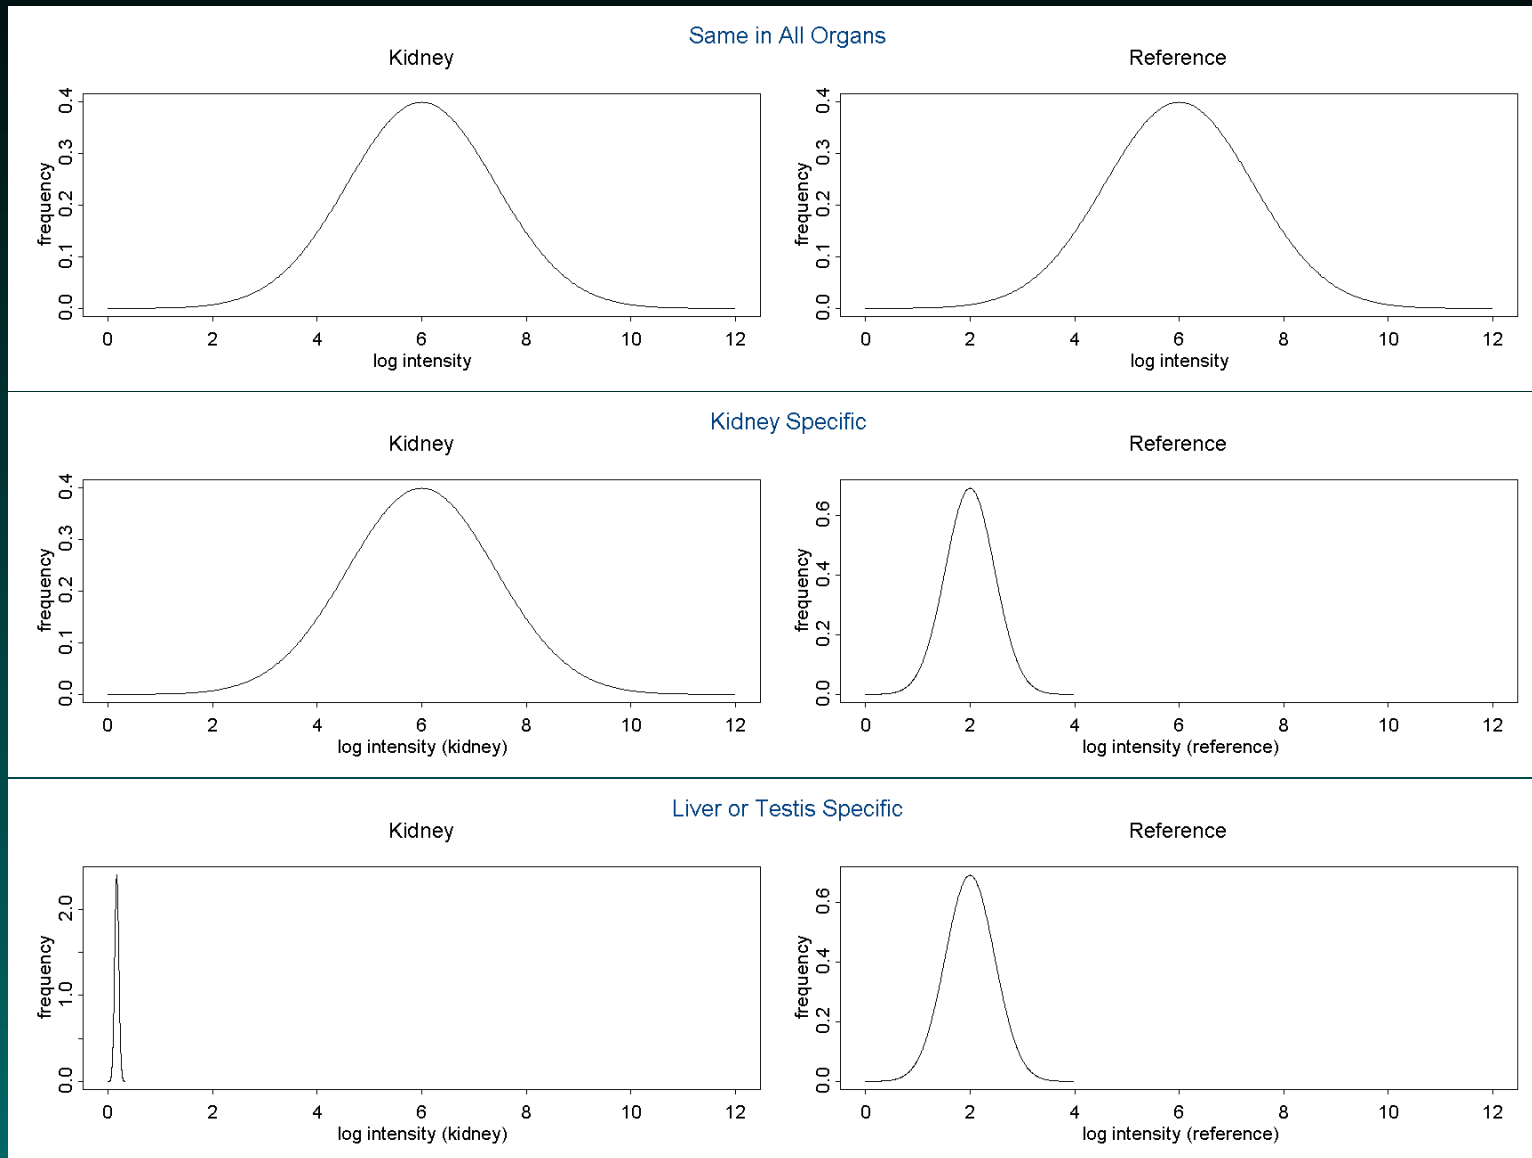 Same in All Organs
Kidney
Reference
frequency
0.0 0.1 0.2 0.3 0.4
0 2 4 6 8 10 12
log intensity
frequency
0.0 0.1 0.2 0.3 0.4
0 2 4 6 8 10 12
log intensity
Kidney Specific
Kidney
Reference
frequency
0.0 0.1 0.2 0.3 0.4
0 2 4 6 8 10 12
log intensity (kidney)
frequency
0.0 0.2 0.4 0.6
0 2 4 6 8 10 12
log intensity (reference)
Liver or Testis Specific
Kidney
Reference
frequency
0.0 1.0 2.0
0 2 4 6 8 10 12
log intensity (kidney)
frequency
0.0 0.2 0.4 0.6
0 2 4 6 8 10 12
log intensity (reference)